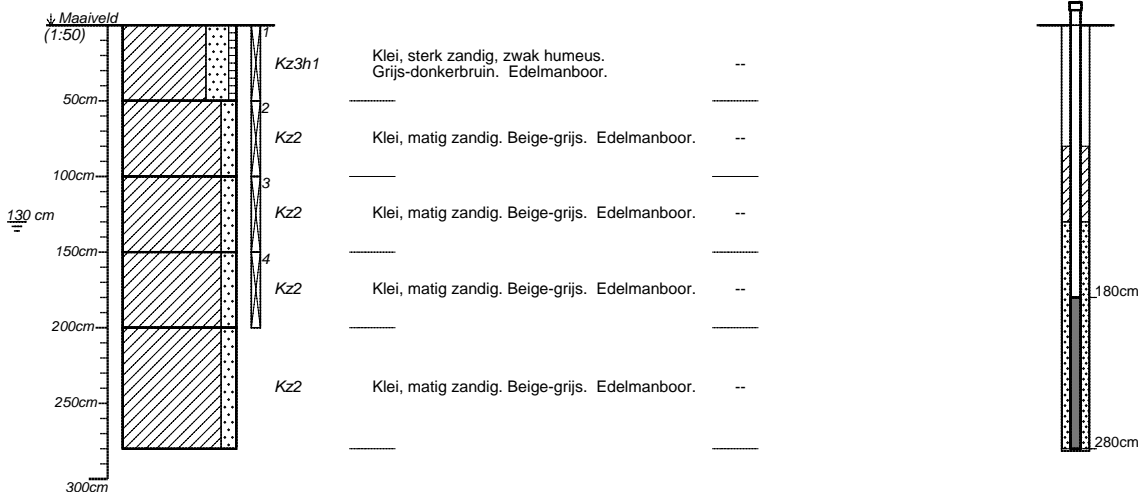 Maaiveld
(1:50)
1
Kz3h1
Klei, sterk zandig, zwak humeus.
Grijs-donkerbruin. Edelmanboor.
--
50cm
2
Kz2
Klei, matig zandig. Beige-grijs. Edelmanboor.
--
100cm
3
130 cm
Kz2
Klei, matig zandig. Beige-grijs. Edelmanboor.
--
150cm
4
Kz2
Klei, matig zandig. Beige-grijs. Edelmanboor.
--
180cm
200cm
Kz2
Klei, matig zandig. Beige-grijs. Edelmanboor.
--
250cm
280cm
300cm